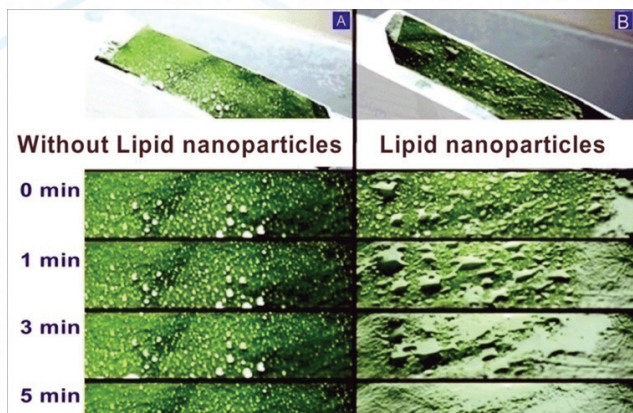 A
B
Without Lipid nanoparticles
Lipid nanoparticles
0 min
1 min
3 min
5 min